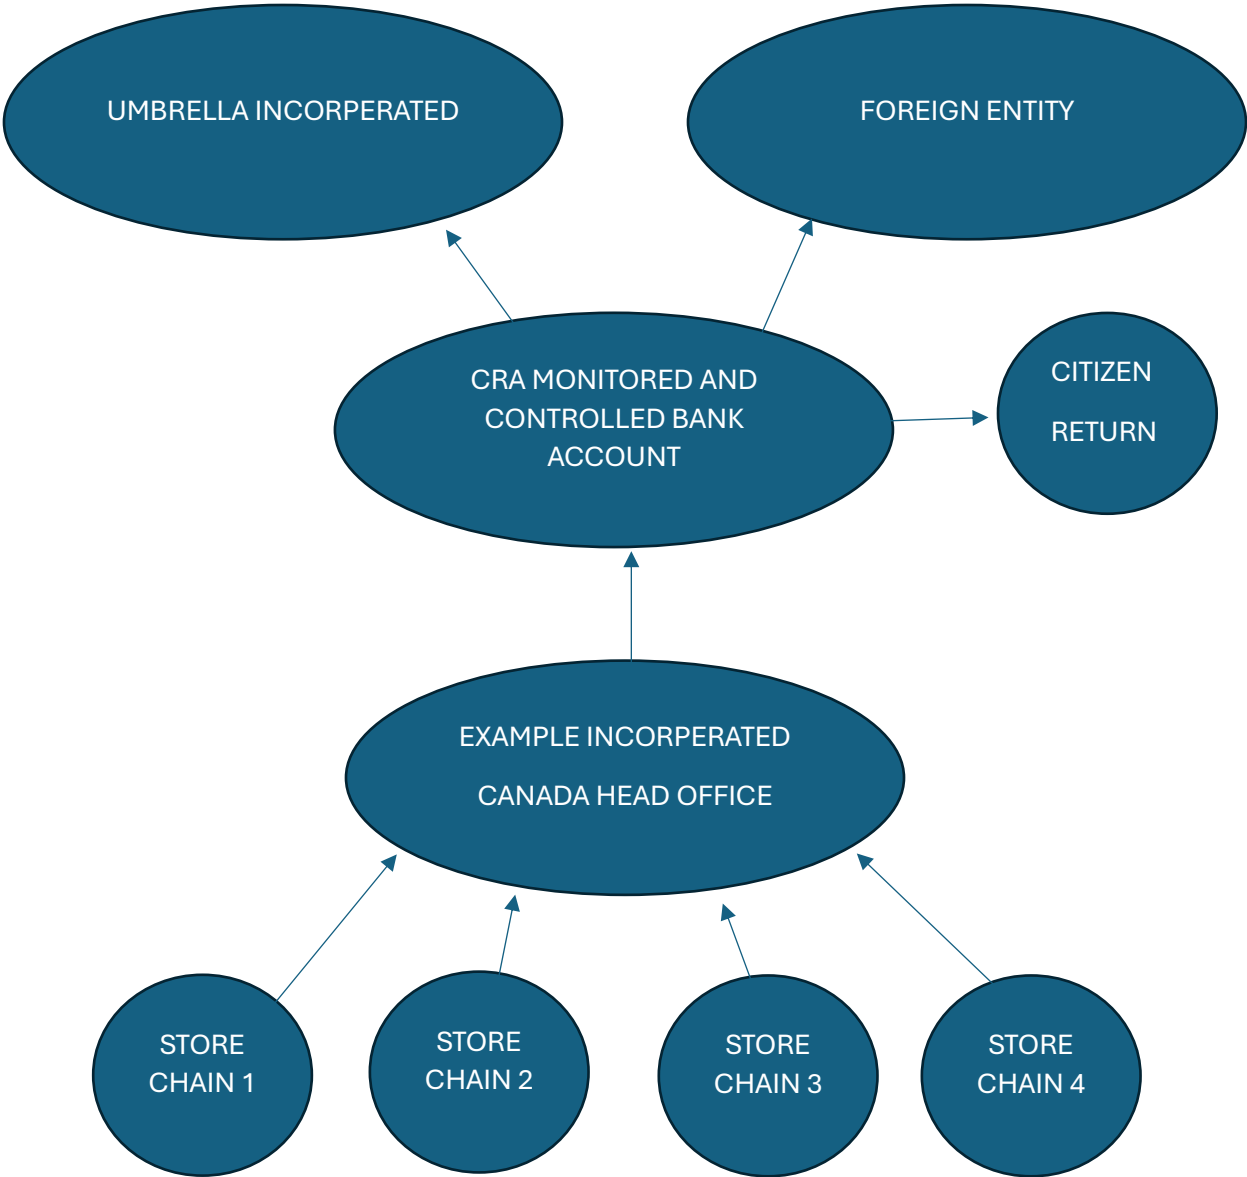 UMBRELLA INCORPERATED
FOREIGN ENTITY
CRA MONITORED AND
CONTROLLED BANK
ACCOUNT
CITIZEN
RETURN
EXAMPLE INCORPERATED
CANADA HEAD OFFICE
STORE
CHAIN 1
STORE
CHAIN 2
STORE
CHAIN 3
STORE
CHAIN 4